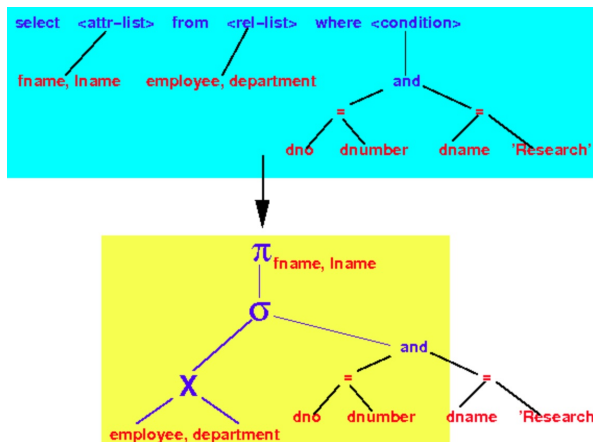 select <attr-list> from <rel-list> where <condition>
fname, lname employee, department and
= =
dno dnumber dname 'Research'
π fname, lname
σ
and
X = =
dno dnumber dname 'Research'
employee, department